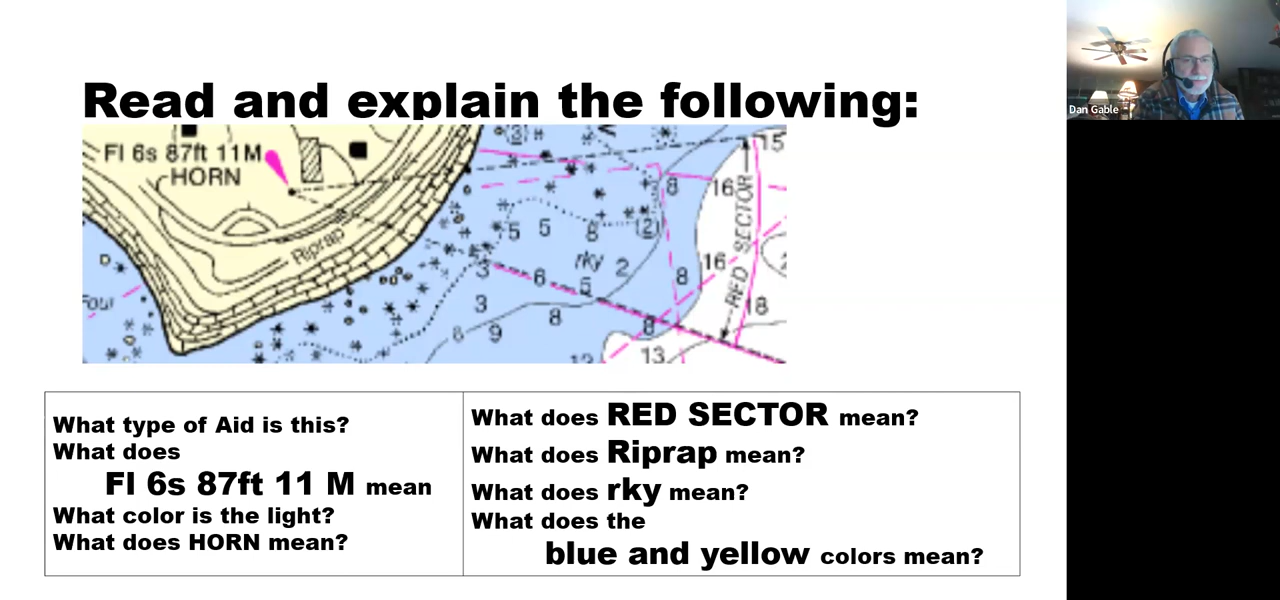 Read and explain the following:
Fl 6s 87ft 11M
HORN
Riprap
Four
(3)
15
8
16
RED SECTOR
5 5 8 (2)
16
rky 2
3 6 5 8
3
18
8 8
6 9
13
What type of Aid is this?
What does
Fl 6s 87ft 11 M mean
What color is the light?
What does HORN mean?
What does RED SECTOR mean?
What does Riprap mean?
What does rky mean?
What does the
blue and yellow colors mean?
Dan Gable